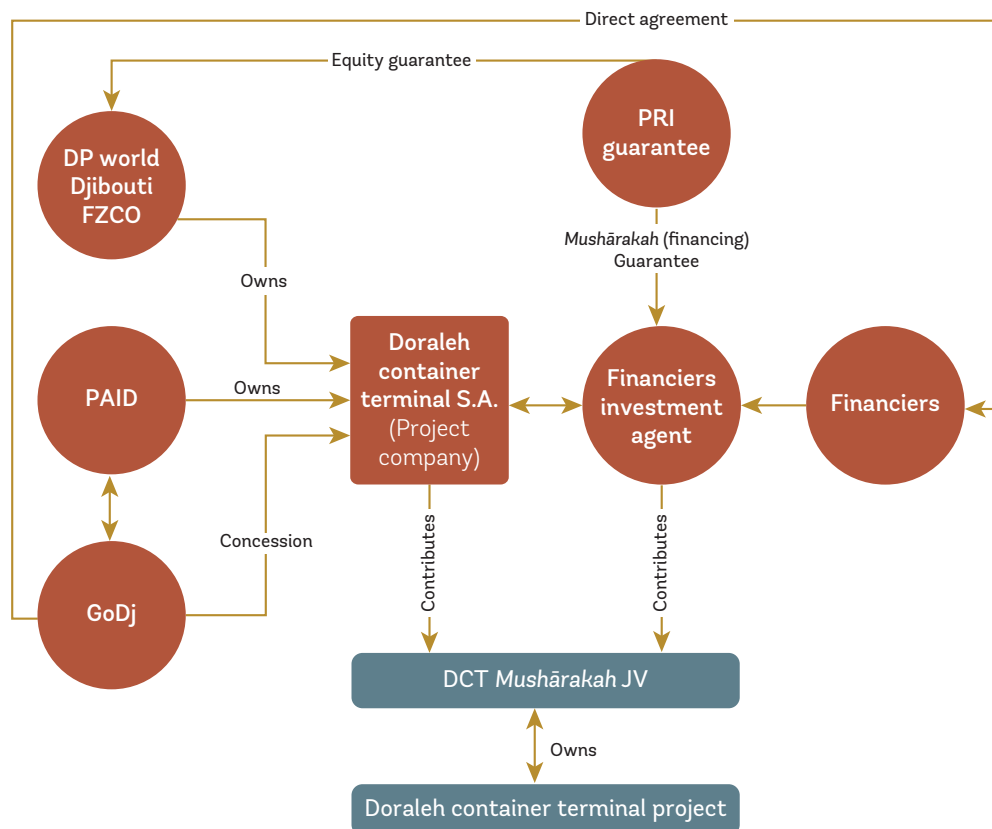 Direct agreement
Equity guarantee
PRI
guarantee
DP world
Djibouti
FZCO
Mushārakah (financing)
Guarantee
Owns
Doraleh
container
terminal S.A.
(Project
company)
PAID
Owns
Financiers
investment
agent
Financiers
Concession
GoDj
Contributes
Contributes
DCT Mushārakah JV
Owns
Doraleh container terminal project